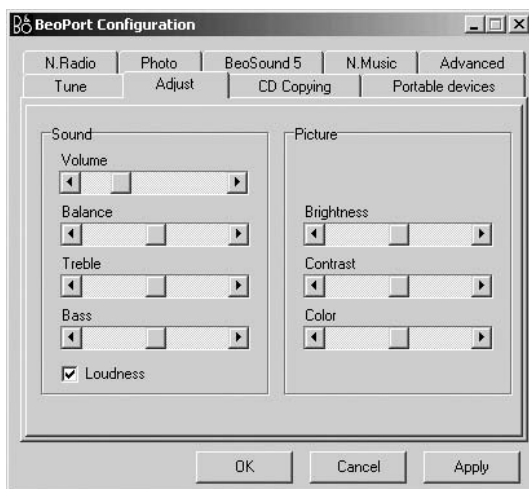 BeoPort Configuration
N.Radio Photo BeoSound 5 N.Music Advanced
Tune Adjust CD Copying Portable devices
Sound
Volume
Balance
Treble
Bass
Loudness
Picture
Brightness
Contrast
Color
OK Cancel Apply